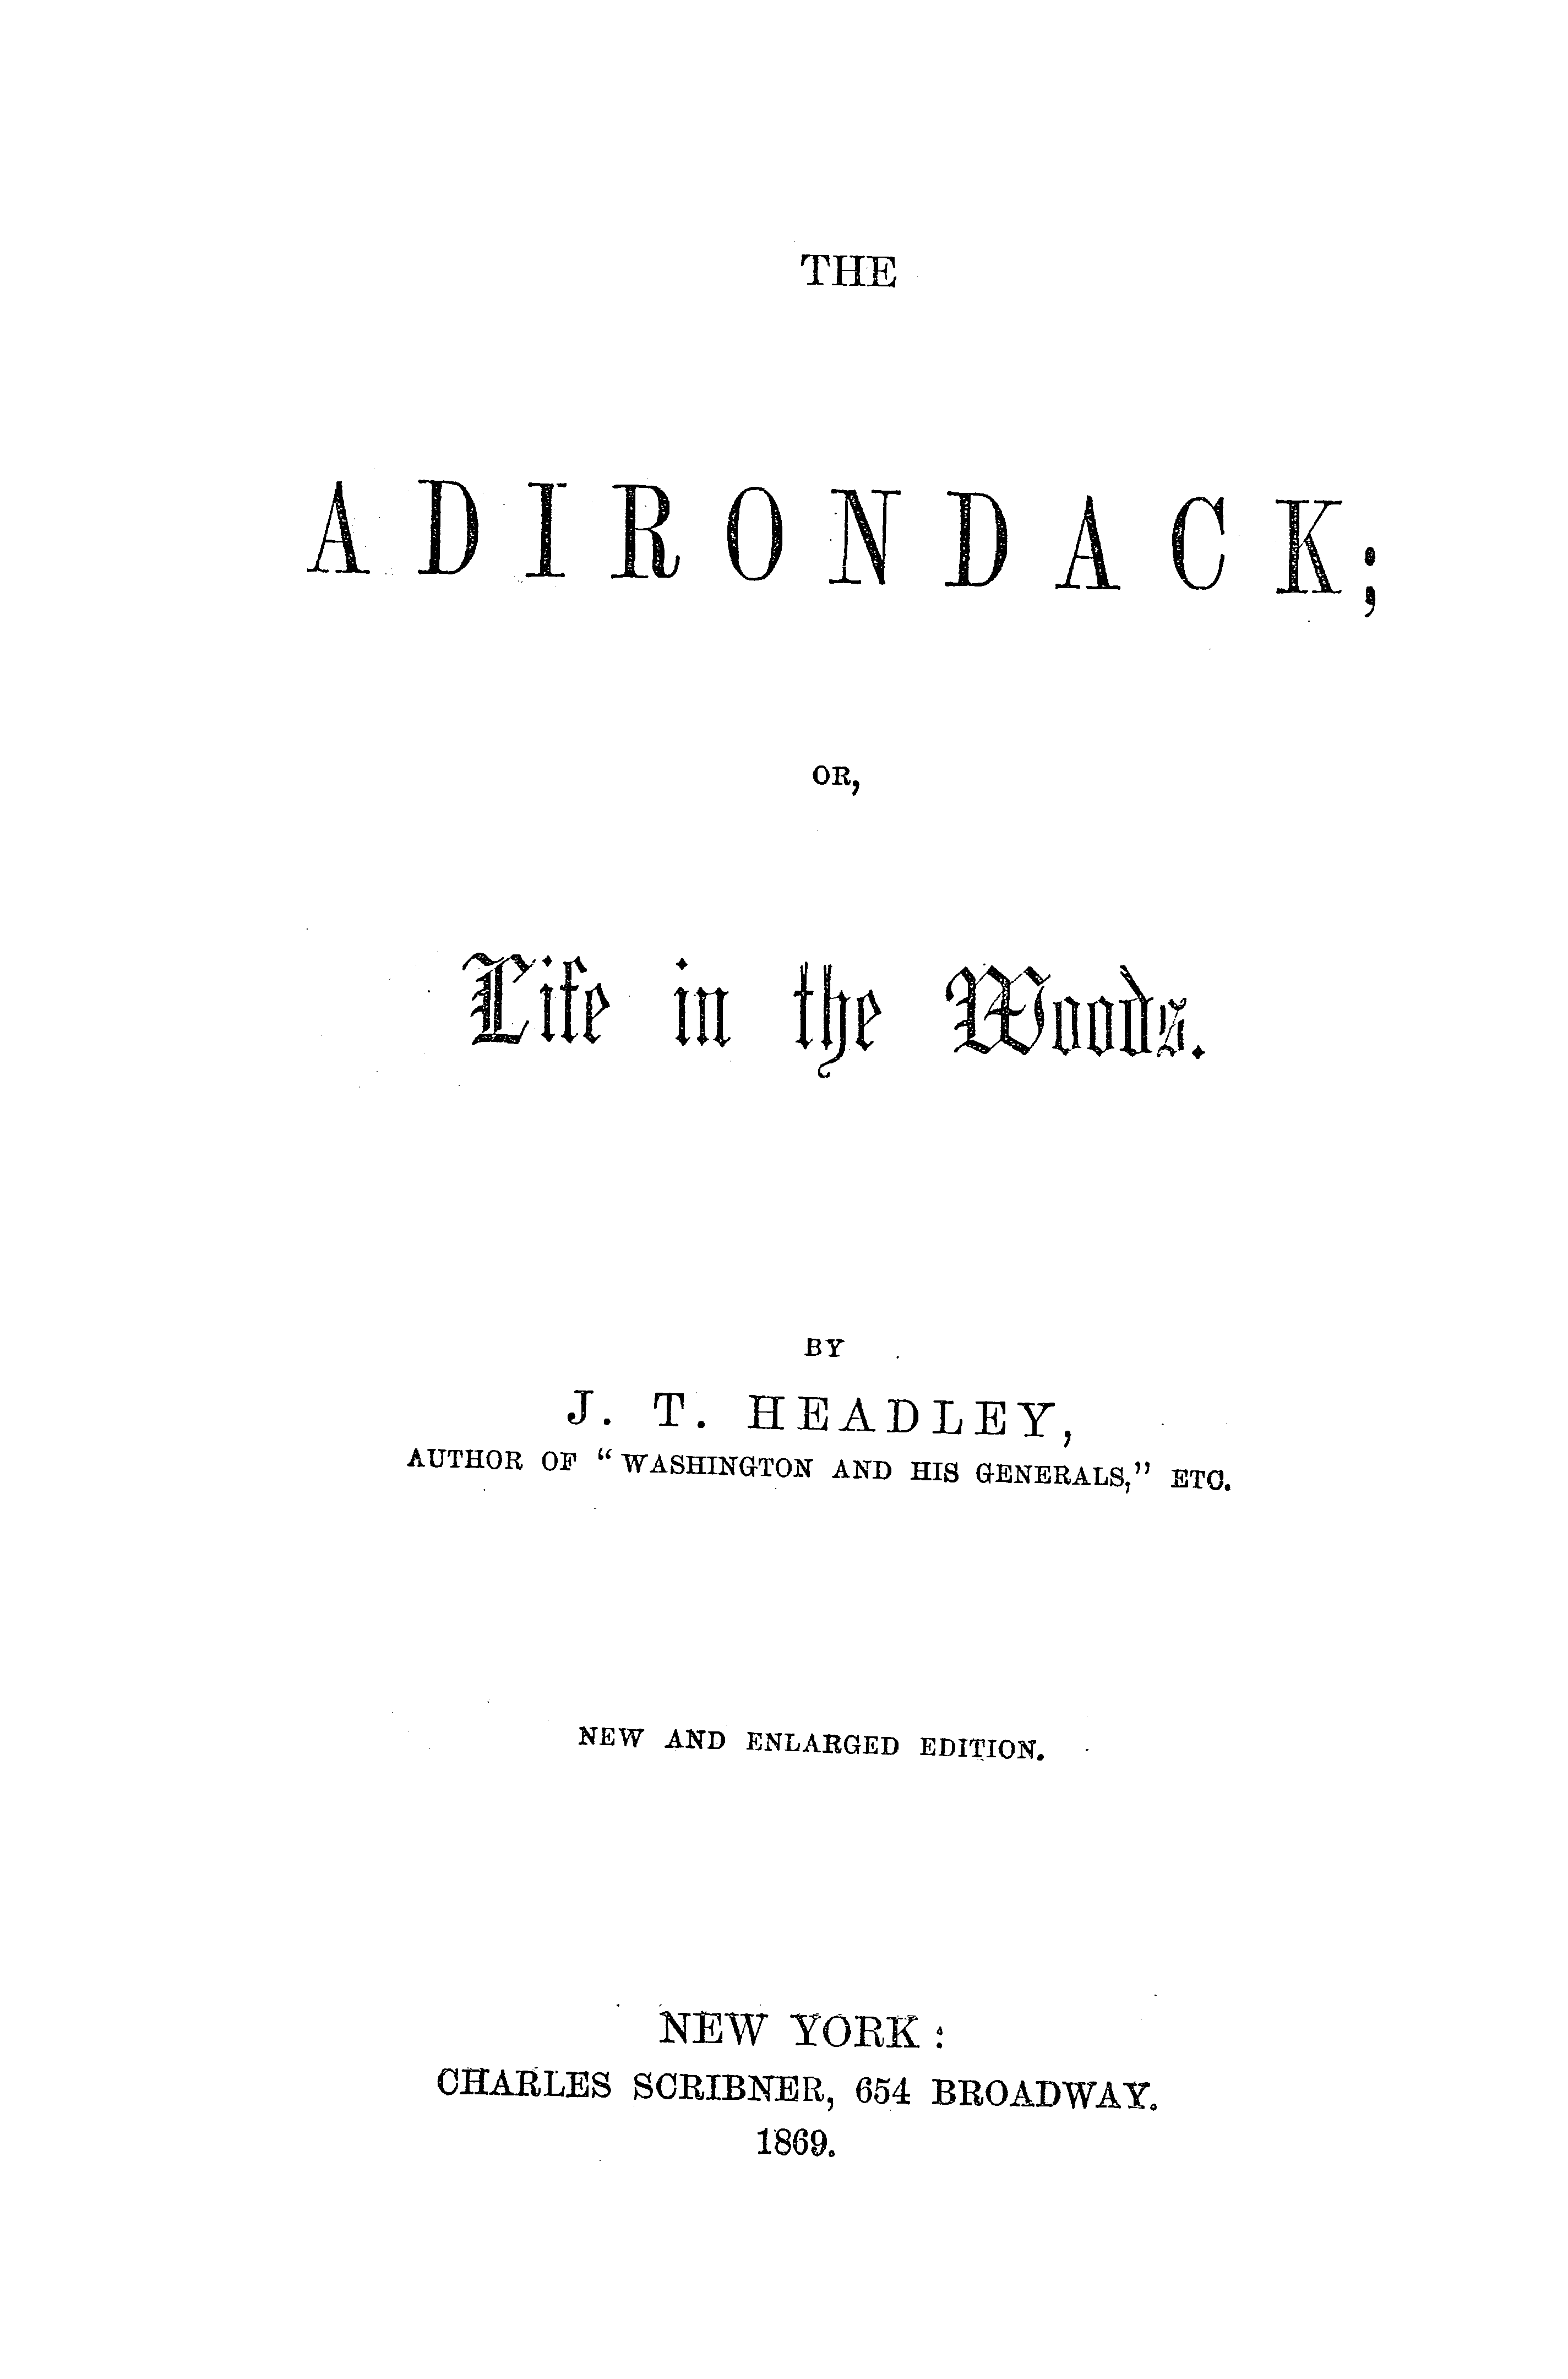 THE
ADIRONDACK;
OR,
Life in the Woods.
BY
J. T. HEADLEY,
AUTHOR OF “WASHINGTON AND HIS GENERALS,” ETC.
NEW AND ENLARGED EDITION.
NEW YORK:
CHARLES SCRIBNER, 654 BROADWAY.
1869.